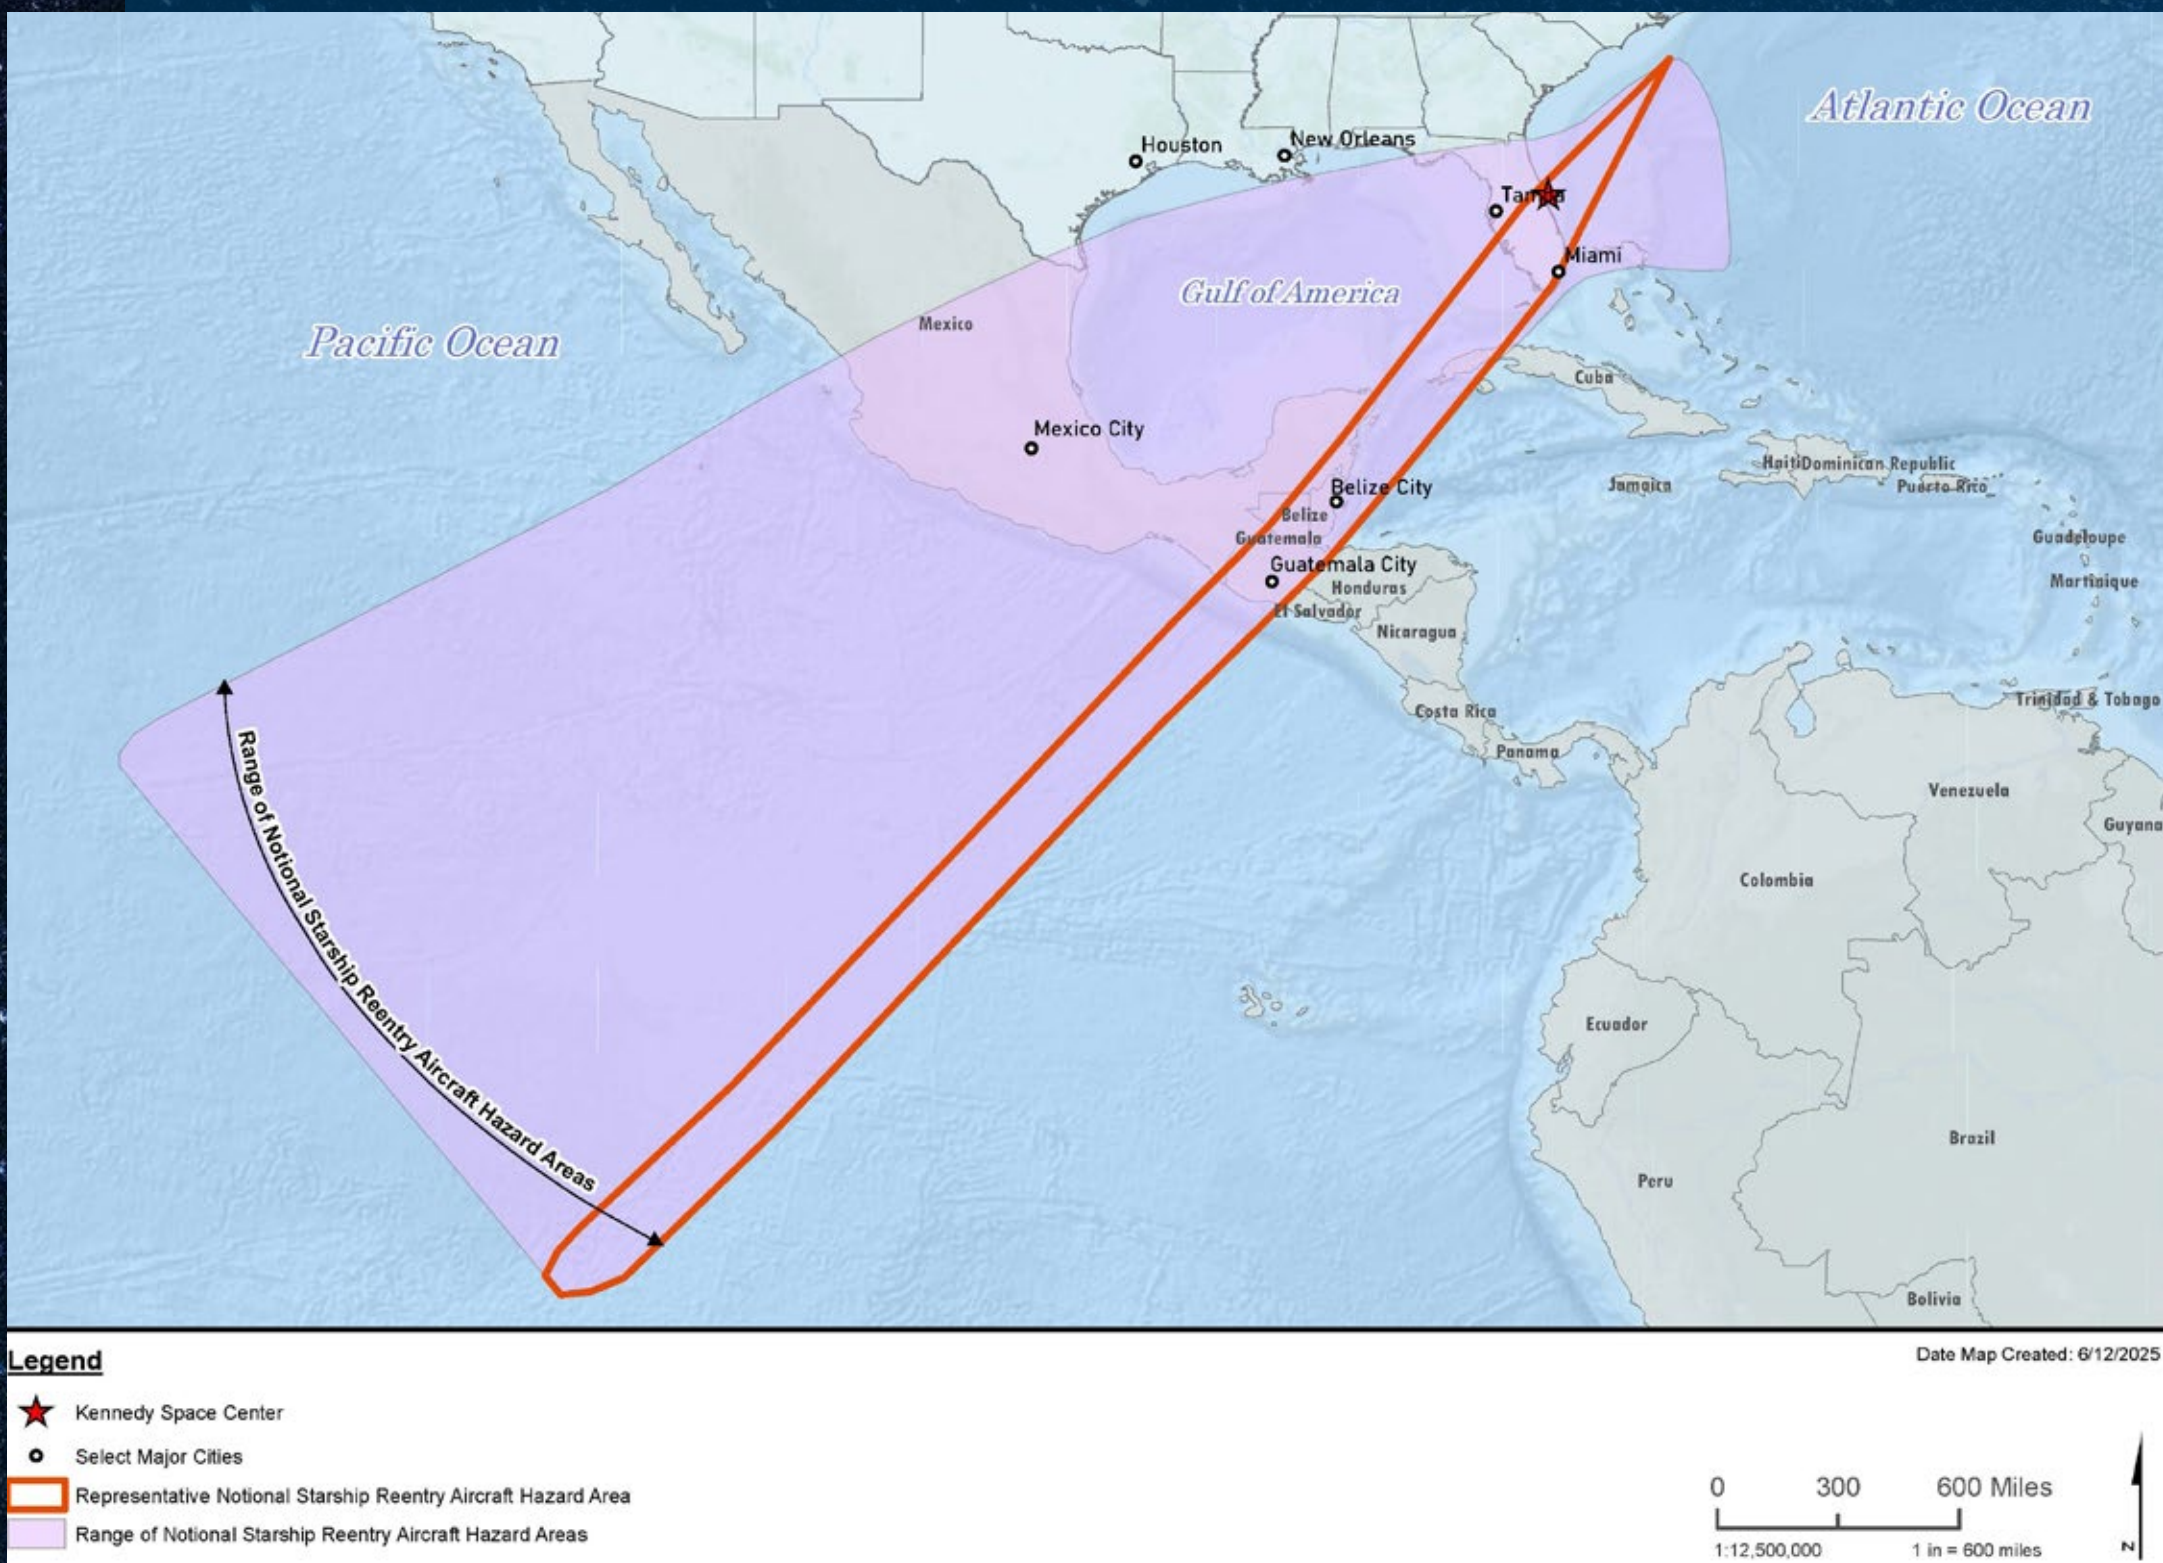 Atlantic Ocean
Houston
New Orleans
Tampa
Miami
Gulf of America
Pacific Ocean
Mexico
Cuba
Mexico City
Haiti
Dominican Republic
Jamaica
Puerto Rico
Belize City
Belize
Guatemala
Guadeloupe
Guatemala City
Martinique
Honduras
El Salvador
Nicaragua
Trinidad & Tobago
Costa Rica
Panama
Range of Notional Starship Reentry Aircraft Hazard Areas
Venezuela
Guyana
Colombia
Ecuador
Brazil
Peru
Bolivia
Legend
Date Map Created: 6/12/2025
Kennedy Space Center
Select Major Cities
Representative Notional Starship Reentry Aircraft Hazard Area
Range of Notional Starship Reentry Aircraft Hazard Areas
0 300 600 Miles
1:12,500,000 1 in = 600 miles
N